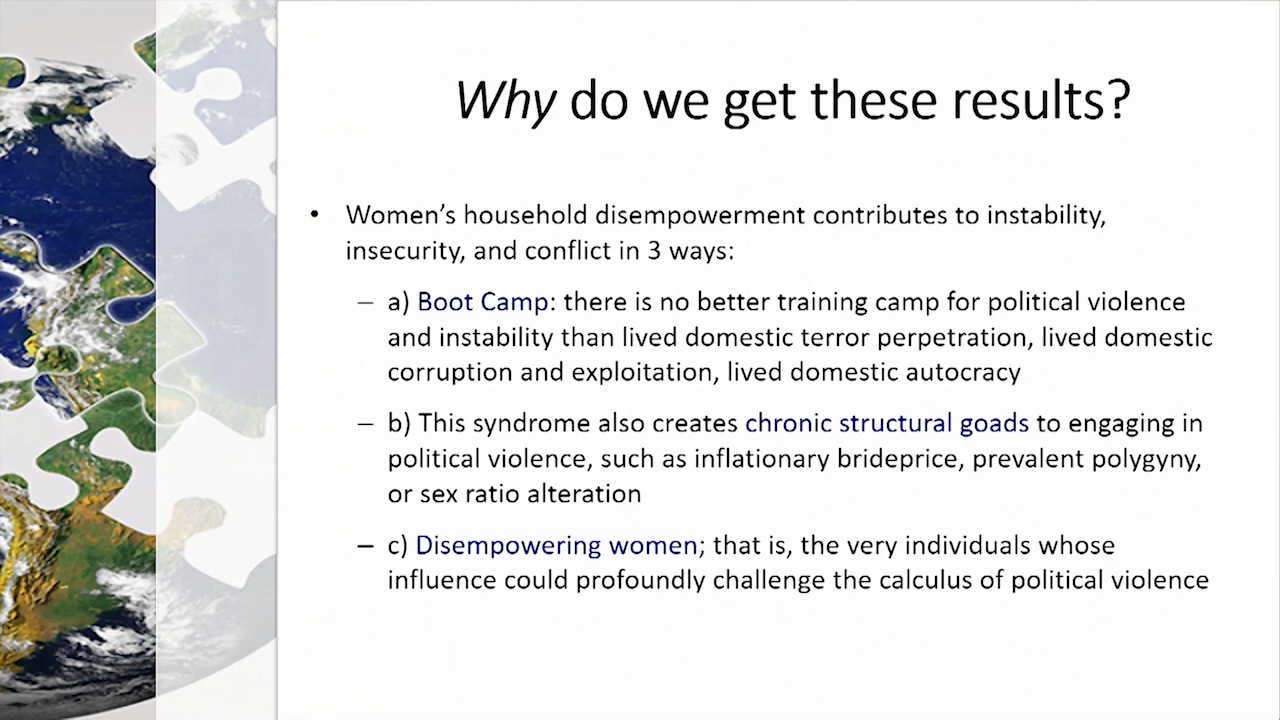 Why do we get these results?
• Women’s household disempowerment contributes to instability,
insecurity, and conflict in 3 ways:
– a) Boot Camp: there is no better training camp for political violence
and instability than lived domestic terror perpetration, lived domestic
corruption and exploitation, lived domestic autocracy
– b) This syndrome also creates chronic structural goads to engaging in
political violence, such as inflationary brideprice, prevalent polygyny,
or sex ratio alteration
– c) Disempowering women; that is, the very individuals whose
influence could profoundly challenge the calculus of political violence